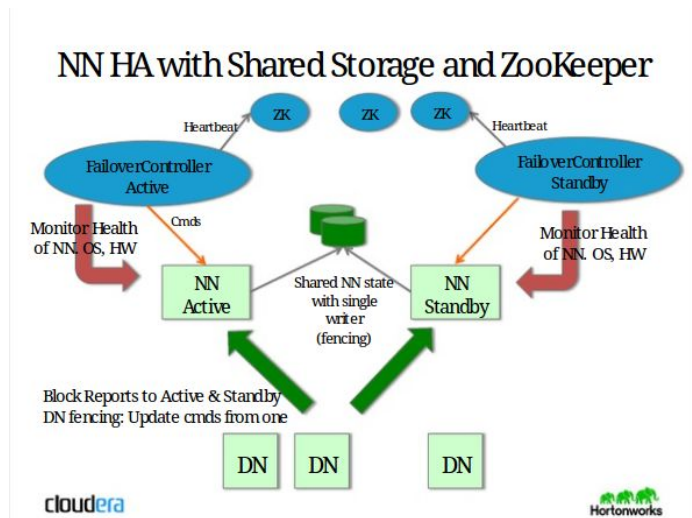 NN HA with Shared Storage and ZooKeeper
ZK
ZK
ZK
Heartbeat
Heartbeat
FailoverController
Active
FailoverController
Standby
Cmds
Monitor Health
of NN. OS, HW
Monitor Health
of NN. OS, HW
NN
Active
Shared NN state
with single
writer
(fencing)
NN
Standby
Block Reports to Active & Standby
DN fencing: Update cmds from one
DN
DN
DN
cloudera
Hortonworks